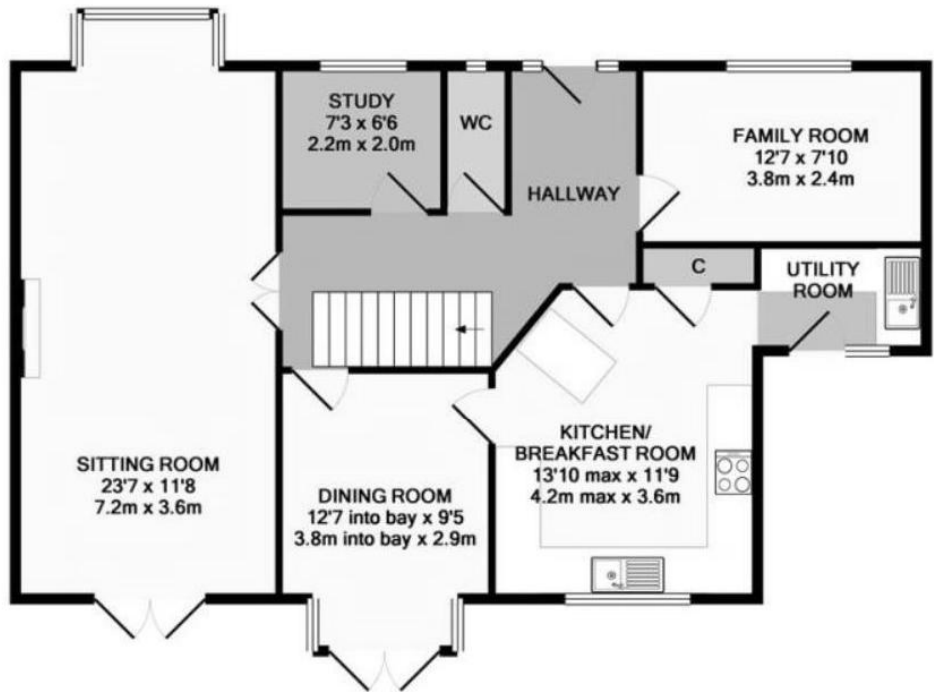 STUDY
7'3 x 6'6
2.2m x 2.0m
WC
HALLWAY
FAMILY ROOM
12'7 x 7'10
3.8m x 2.4m
C
UTILITY
ROOM
SITTING ROOM
23'7 x 11'8
7.2m x 3.6m
DINING ROOM
12'7 into bay x 9'5
3.8m into bay x 2.9m
KITCHEN/
BREAKFAST ROOM
13'10 max x 11'9
4.2m max x 3.6m